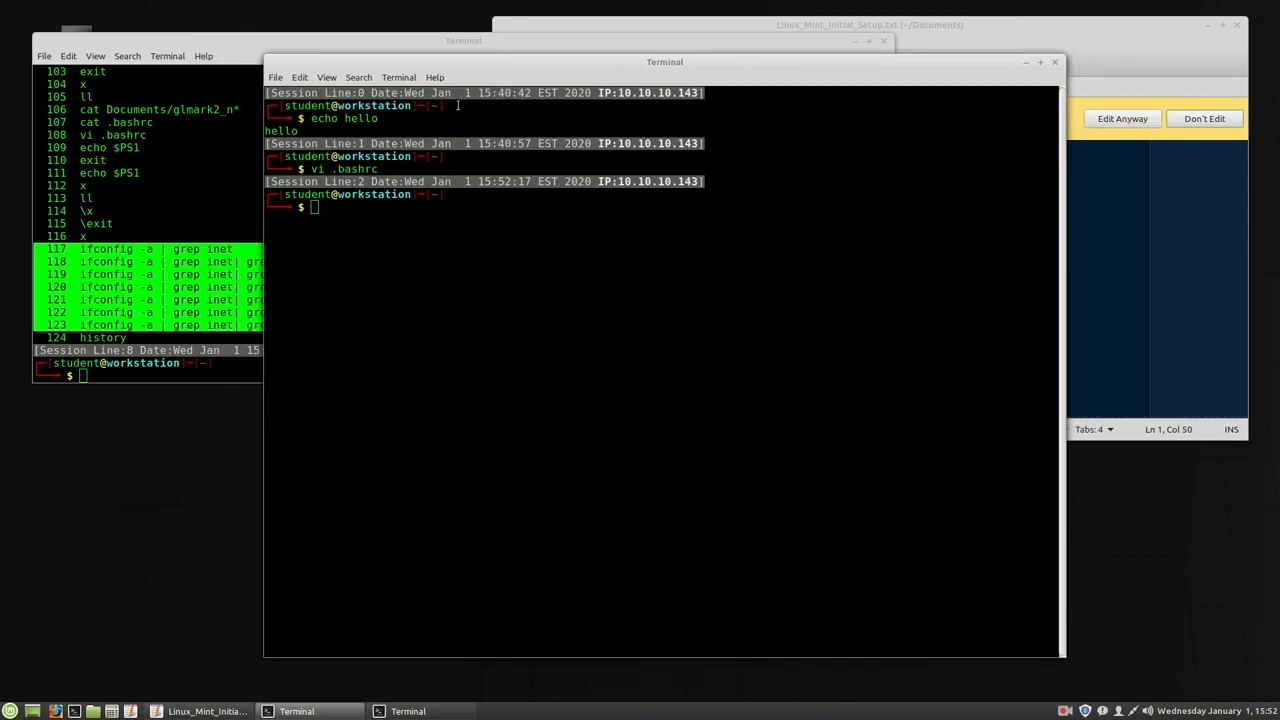 Linux_Mint_Initial_Setup.txt (~/Documents)
Terminal
File Edit View Search Terminal Help
103 exit
104 x
105 ll
106 cat Documents/glmark2_n*
107 cat .bashrc
108 vi .bashrc
109 echo $PS1
110 exit
111 echo $PS1
112 x
113 ll
114 \x
115 \exit
116 x
117 ifconfig -a | grep inet
118 ifconfig -a | grep inet| gre
119 ifconfig -a | grep inet| gre
120 ifconfig -a | grep inet| gre
121 ifconfig -a | grep inet| gre
122 ifconfig -a | grep inet| gre
123 ifconfig -a | grep inet| gre
124 history
[Session Line:8 Date:Wed Jan  1 15
[student@workstation]─[~]
$
Terminal
File Edit View Search Terminal Help
[Session Line:0 Date:Wed Jan  1 15:40:42 EST 2020 IP:10.10.10.143]
[student@workstation]─[~]
$ echo hello
hello
[Session Line:1 Date:Wed Jan  1 15:40:57 EST 2020 IP:10.10.10.143]
[student@workstation]─[~]
$ vi .bashrc
[Session Line:2 Date:Wed Jan  1 15:52:17 EST 2020 IP:10.10.10.143]
[student@workstation]─[~]
$
Edit Anyway Don't Edit
Tabs: 4 Ln 1, Col 50 INS
Linux_Mint_Initia... Terminal Terminal Wednesday January 1, 15:52